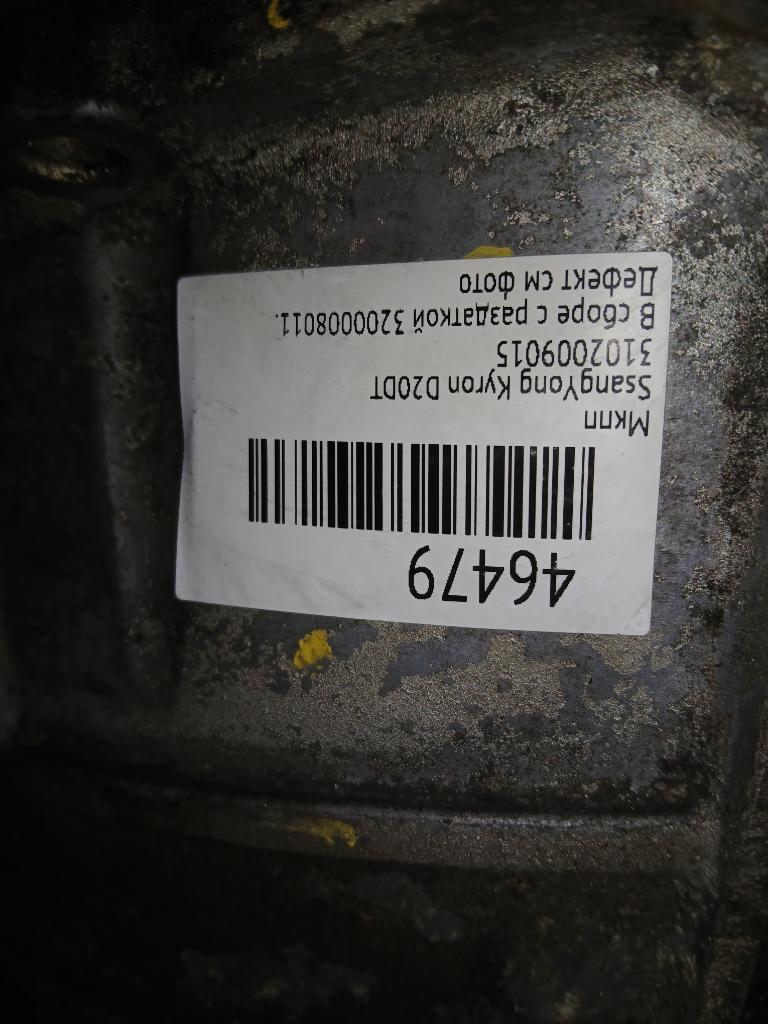 46479
Мкпп
SsangYong Kyron D20DT
3102009015
В сборе с раздаткой 3200008011.
Дефект см фото